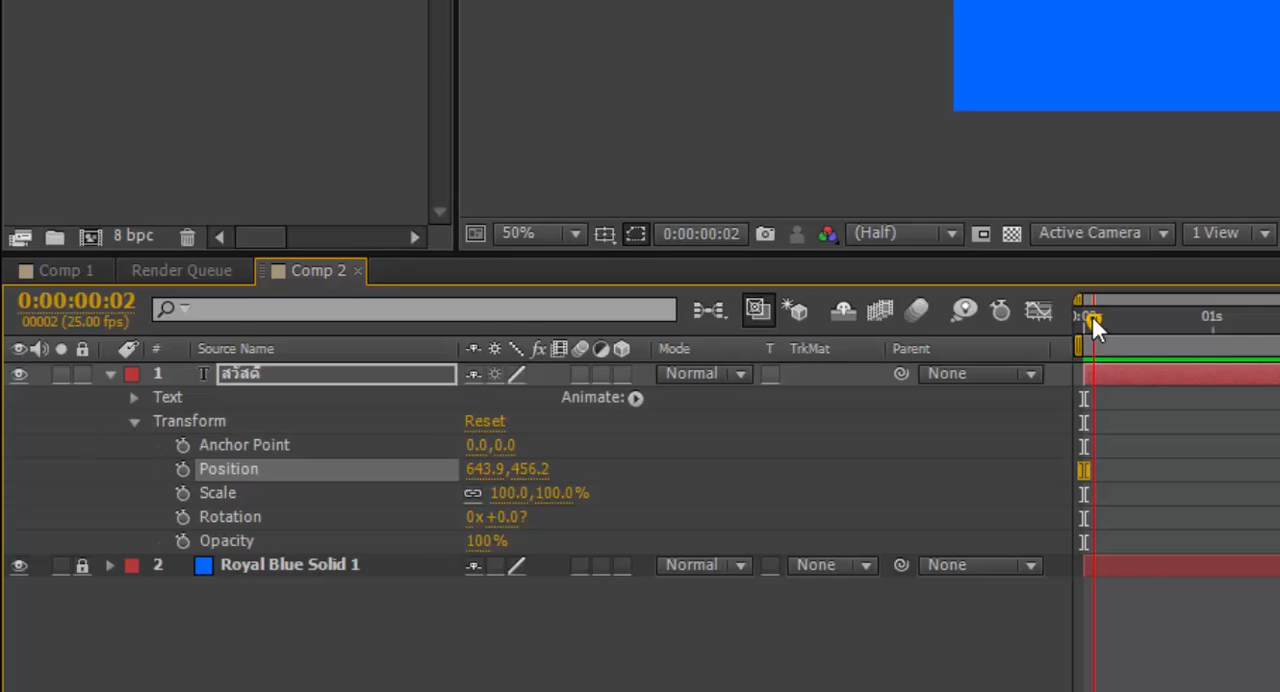 8 bpc
50%
0:00:00:02
(Half)
Active Camera
1 View
Comp 1
Render Queue
Comp 2
0:00:00:02
00002 (25.00 fps)
01s
# Source Name
fx
Mode
T TrkMat
Parent
1 T สวัสดี
Normal
None
Text
Animate:
Transform
Reset
Anchor Point
0.0,0.0
Position
643.9,456.2
Scale
100.0,100.0%
Rotation
0x+0.0?
Opacity
100%
2 Royal Blue Solid 1
Normal
None
None